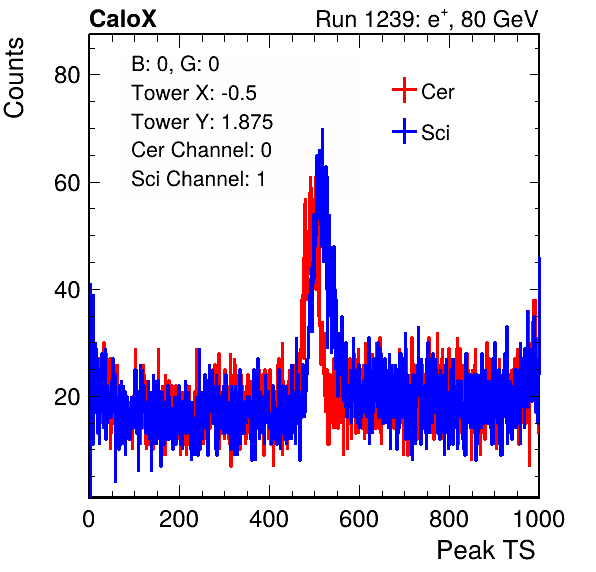 CaloX
Run 1239: e+, 80 GeV
Counts
B: 0, G: 0
Tower X: -0.5
Tower Y: 1.875
Cer Channel: 0
Sci Channel: 1
Cer
Sci
80
60
40
20
0 200 400 600 800 1000
Peak TS